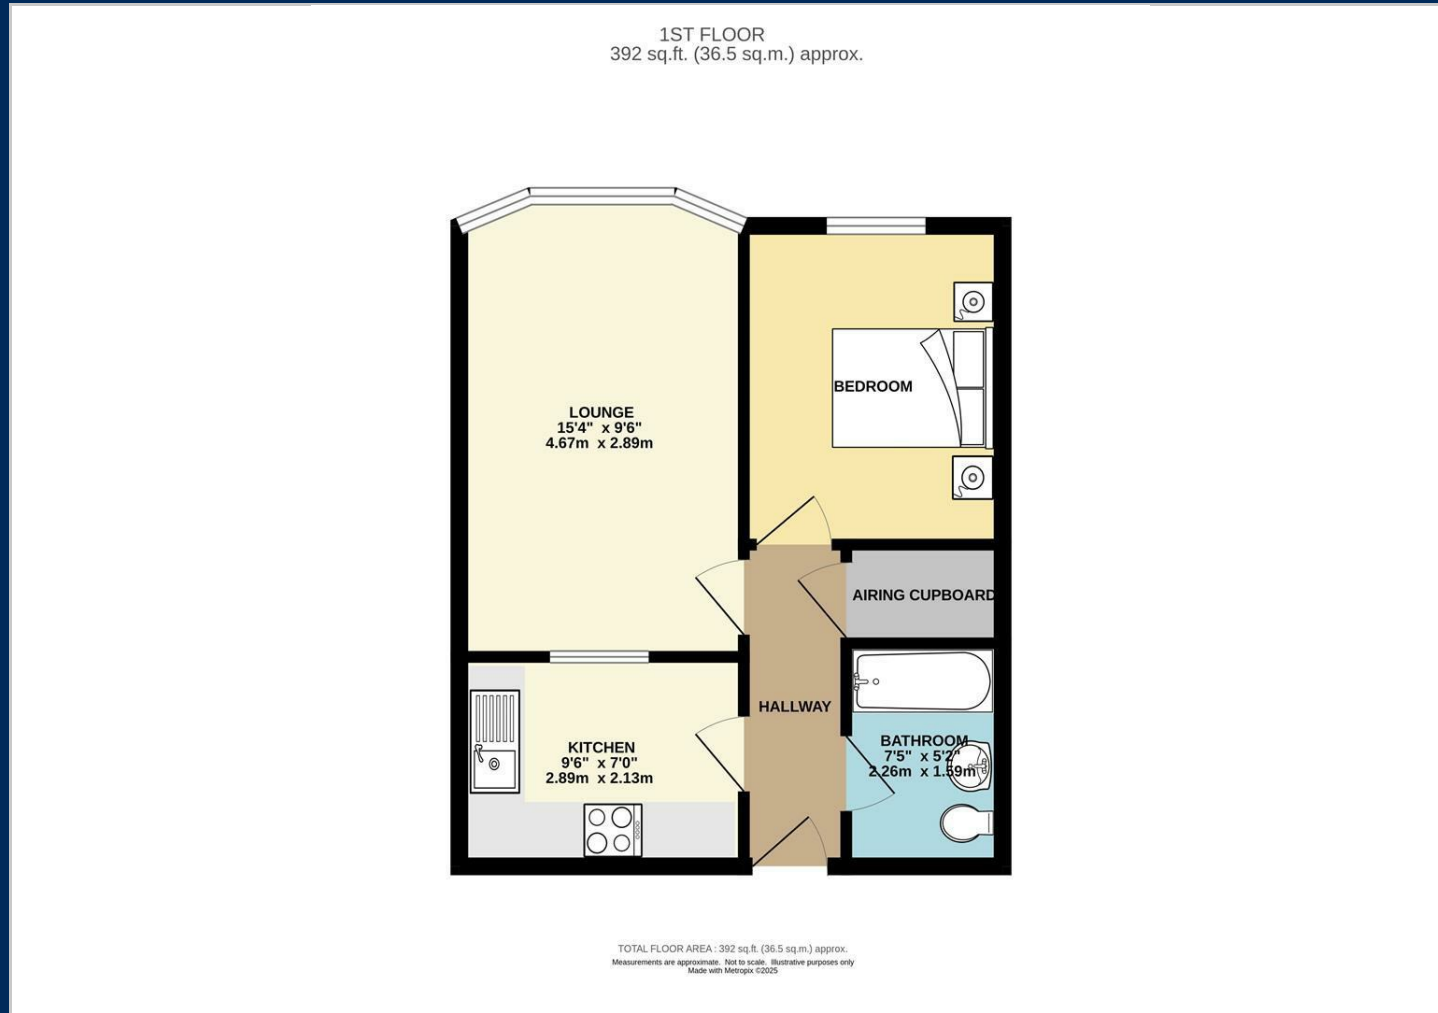 1ST FLOOR
392 sq.ft. (36.5 sq.m.) approx.
LOUNGE
15'4" x 9'6"
4.67m x 2.89m
BEDROOM
AIRING CUPBOARD
HALLWAY
KITCHEN
9'6" x 7'0"
2.89m x 2.13m
BATHROOM
7'5" x 5'2"
2.26m x 1.59m
TOTAL FLOOR AREA : 392 sq.ft. (36.5 sq.m.) approx.
Measurements are approximate. Not to scale. Illustrative purposes only
Made with Metropix ©2025